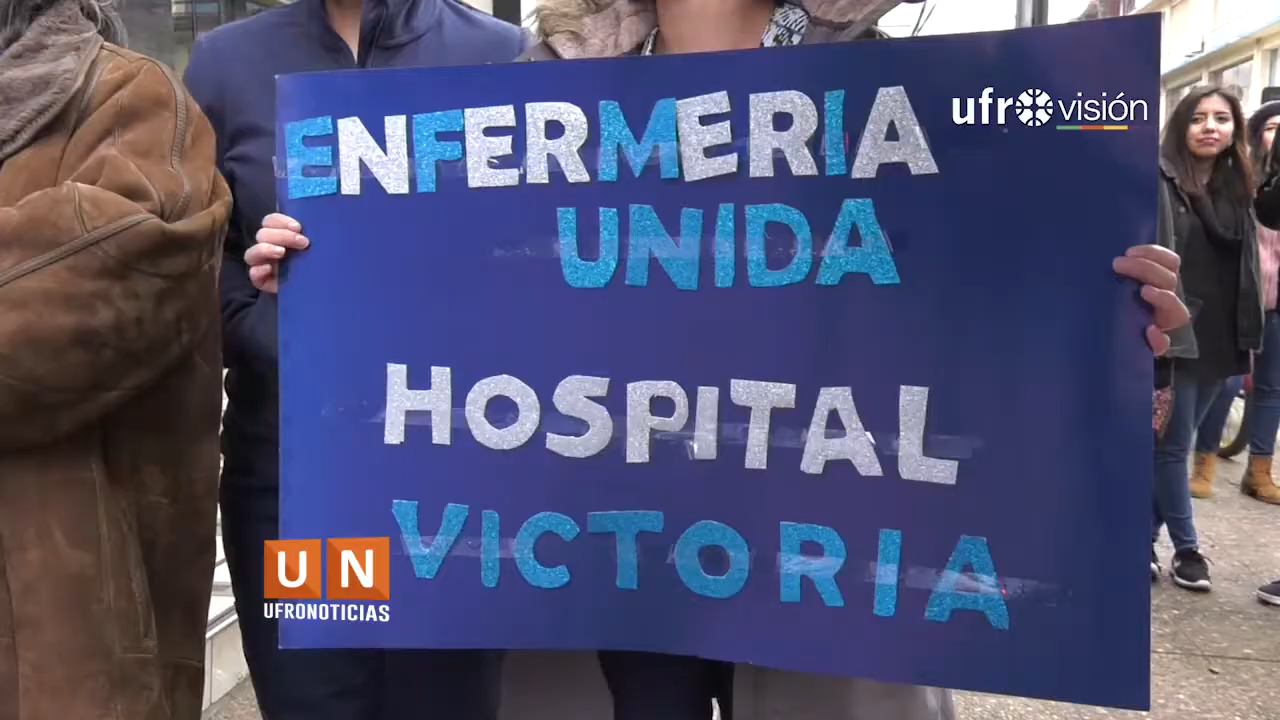 ufrovisión
ENFERMERIA
UNIDA
HOSPITAL
VICTORIA
UN
UFRONOTICIAS